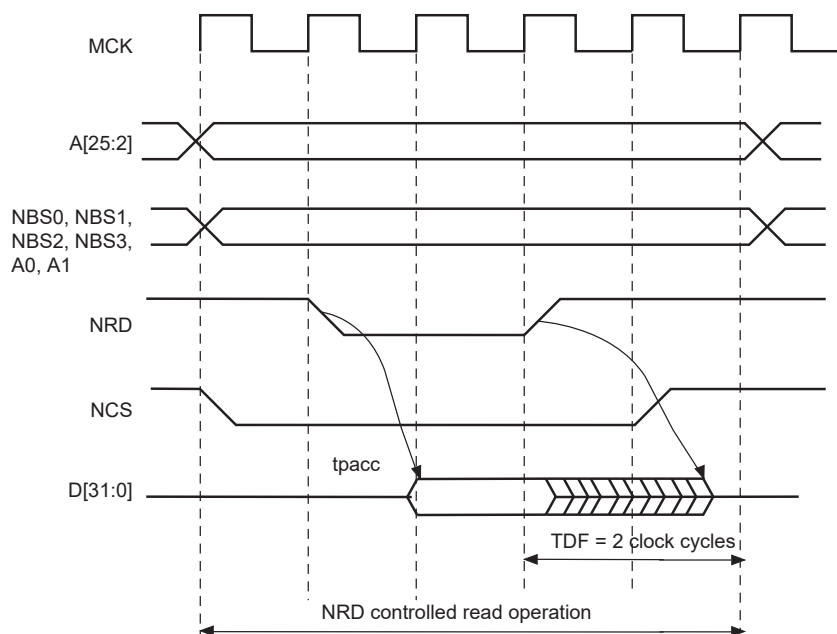 MCK
A[25:2]
NBS0, NBS1,
NBS2, NBS3,
A0, A1
NRD
NCS
tpacc
D[31:0]
TDF = 2 clock cycles
NRD controlled read operation